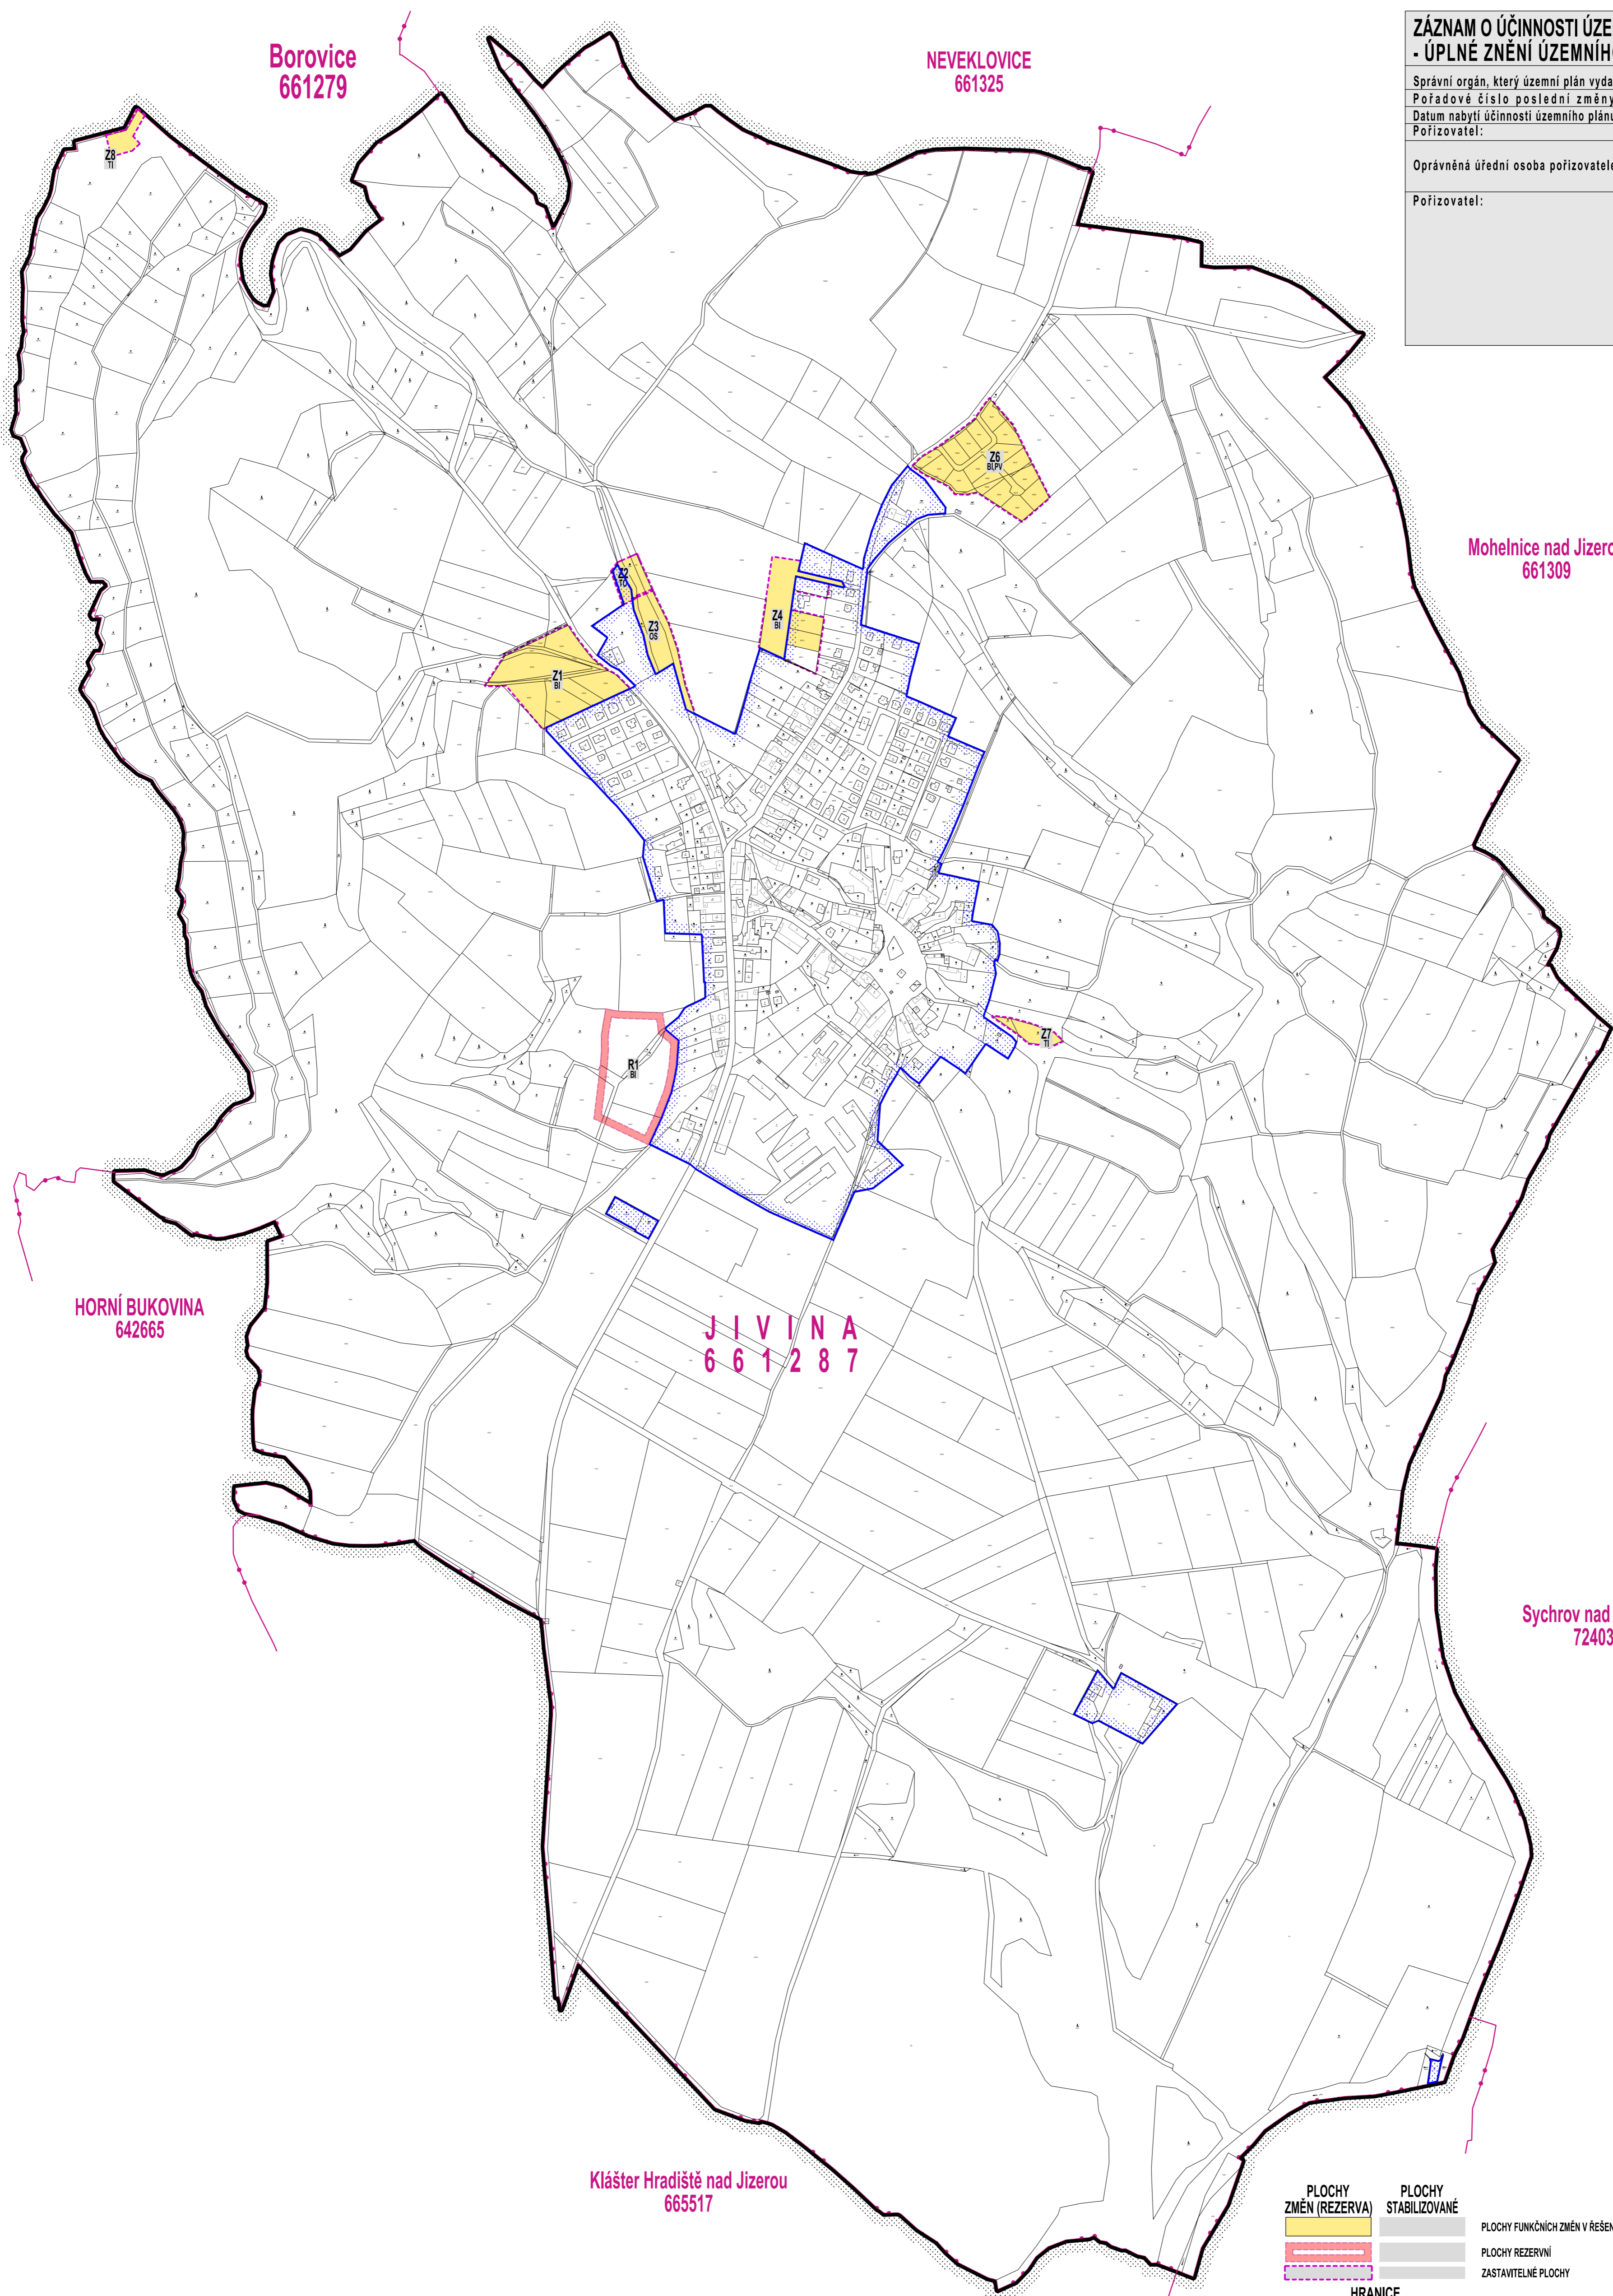 Borovice
661279
NEVEKLOVICE
661325
ZÁZNAM O ÚČINNOSTI ÚZE
- ÚPLNÉ ZNĚNÍ ÚZEMNÍHO
Správní orgán, který územní plán vyda
Pořadové číslo poslední změny
Datum nabytí účinnosti územního plánu
Pořizovatel:
Oprávněná úřední osoba pořizovatele
Pořizovatel:
Z8
TI
Z6
BI,PV
Mohelnice nad Jizero
661309
Z2
TO
Z3
OS
Z4
BI
Z1
BI
Z7
TI
R1
BI
HORNÍ BUKOVINA
642665
J I V I N A
6 6 1 2 8 7
Sychrov nad
72403
Klášter Hradiště nad Jizerou
665517
PLOCHY ZMĚN (REZERVA)
PLOCHY STABILIZOVANÉ
PLOCHY FUNKČNÍCH ZMĚN V ŘEŠEN
PLOCHY REZERVNÍ
ZASTAVITELNÉ PLOCHY
HRANICE